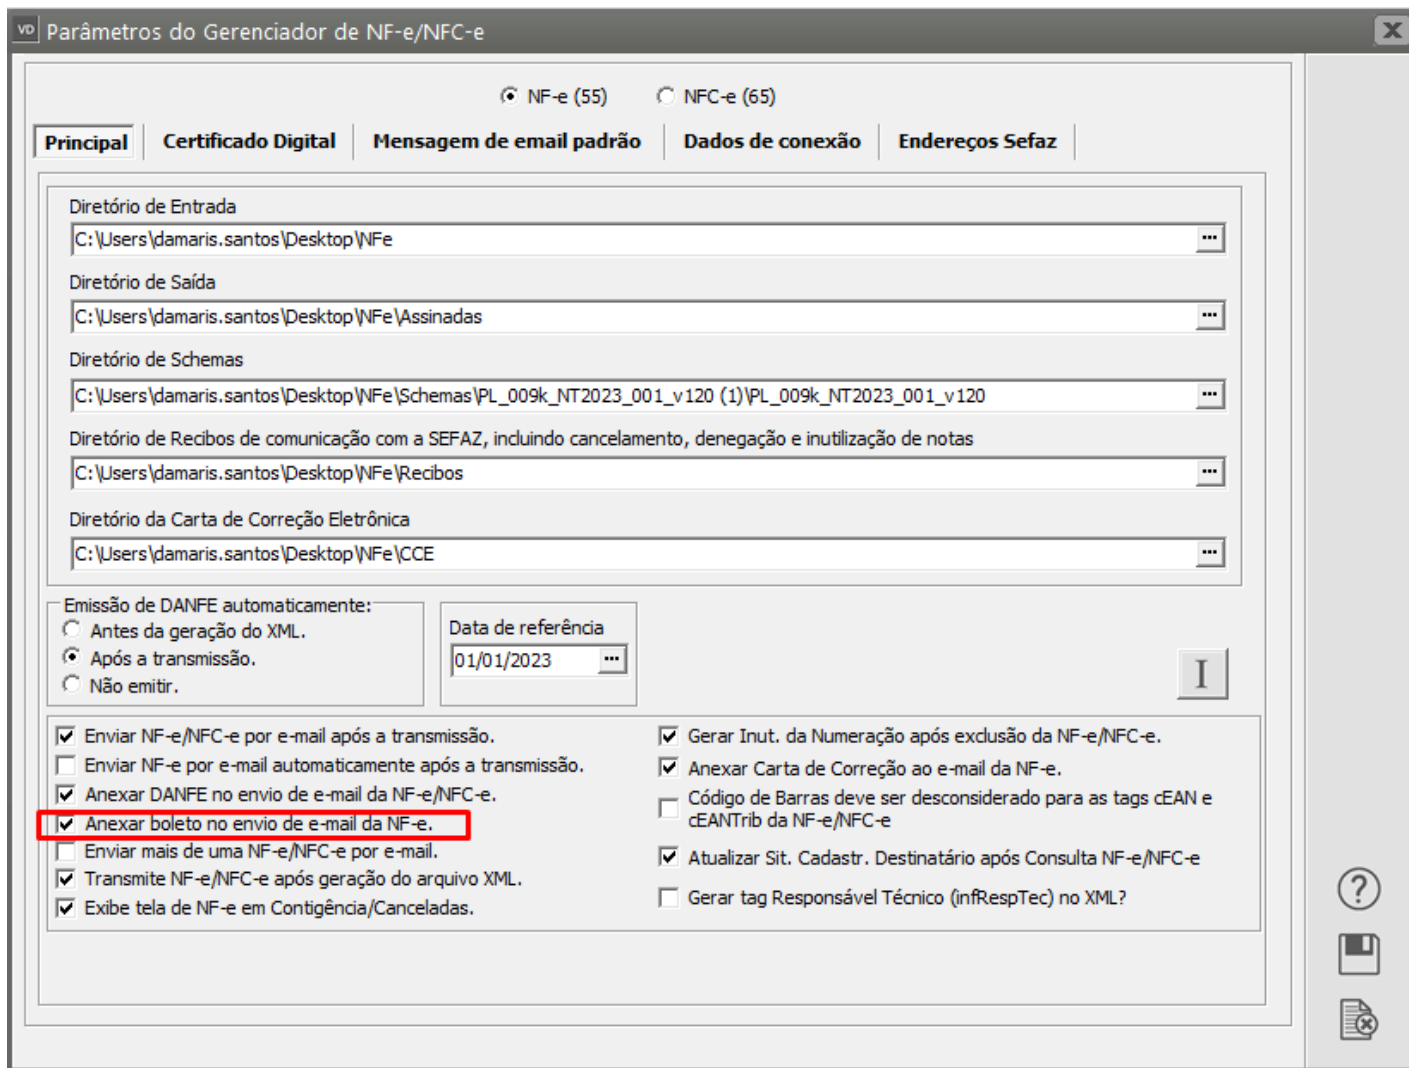 VD Parâmetros do Gerenciador de NF-e/NFC-e
NF-e (55) NFC-e (65)
Principal Certificado Digital Mensagem de email padrão Dados de conexão Endereços Sefaz
Diretório de Entrada
C:\Users\damaris.santos\Desktop\NFe
Diretório de Saída
C:\Users\damaris.santos\Desktop\NFe\Assinadas
Diretório de Schemas
C:\Users\damaris.santos\Desktop\NFe\Schemas\PL_009k_NT2023_001_v120 (1)\PL_009k_NT2023_001_v120
Diretório de Recibos de comunicação com a SEFAZ, incluindo cancelamento, denegação e inutilização de notas
C:\Users\damaris.santos\Desktop\NFe\Recibos
Diretório da Carta de Correção Eletrônica
C:\Users\damaris.santos\Desktop\NFe\CCE
Emissão de DANFE automaticamente:
Antes da geração do XML.
Após a transmissão.
Não emitir.
Data de referência
01/01/2023
I
Enviar NF-e/NFC-e por e-mail após a transmissão.
Enviar NF-e por e-mail automaticamente após a transmissão.
Anexar DANFE no envio de e-mail da NF-e/NFC-e.
Anexar boleto no envio de e-mail da NF-e.
Enviar mais de uma NF-e/NFC-e por e-mail.
Transmite NF-e/NFC-e após geração do arquivo XML.
Exibe tela de NF-e em Contigência/Canceladas.
Gerar Inut. da Numeração após exclusão da NF-e/NFC-e.
Anexar Carta de Correção ao e-mail da NF-e.
Código de Barras deve ser desconsiderado para as tags cEAN e
cEANTrib da NF-e/NFC-e
Atualizar Sit. Cadastr. Destinatário após Consulta NF-e/NFC-e
Gerar tag Responsável Técnico (infRespTec) no XML?